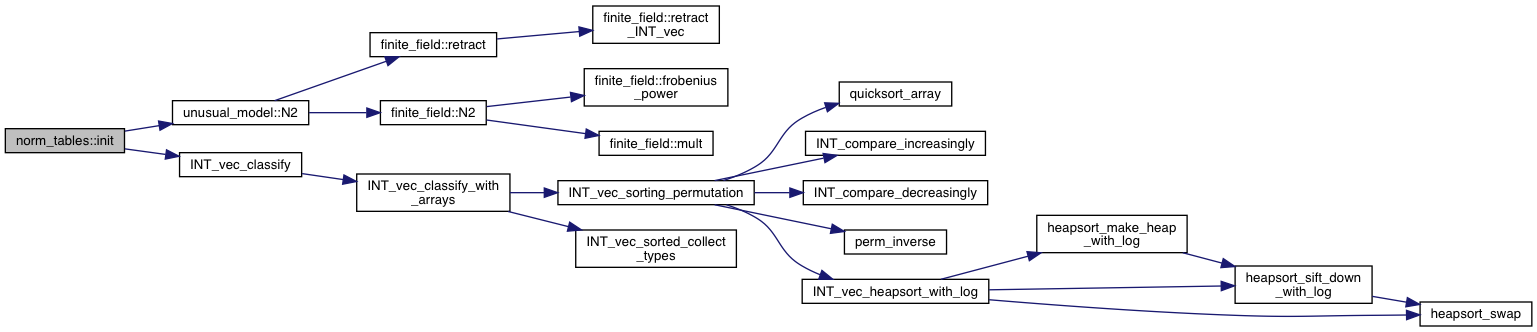 norm_tables::init
unusual_model::N2
finite_field::retract
finite_field::retract
_INT_vec
finite_field::N2
finite_field::frobenius
_power
finite_field::mult
INT_vec_classify
INT_vec_classify_with
_arrays
INT_vec_sorting_permutation
quicksort_array
INT_compare_increasingly
INT_compare_decreasingly
perm_inverse
INT_vec_heapsort_with_log
heapsort_make_heap
_with_log
heapsort_sift_down
_with_log
heapsort_swap
INT_vec_sorted_collect
_types